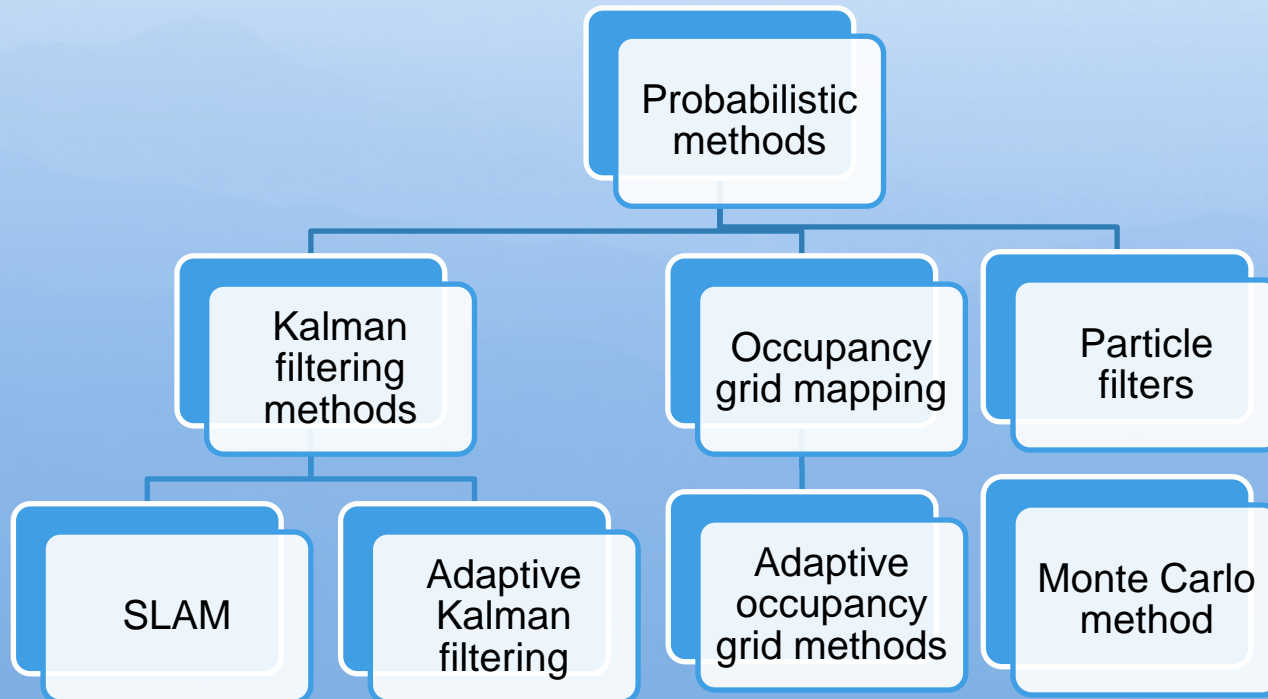 Probabilistic
methods
Kalman
filtering
methods
Occupancy
grid mapping
Particle
filters
SLAM
Adaptive
Kalman
filtering
Adaptive
occupancy
grid methods
Monte Carlo
method